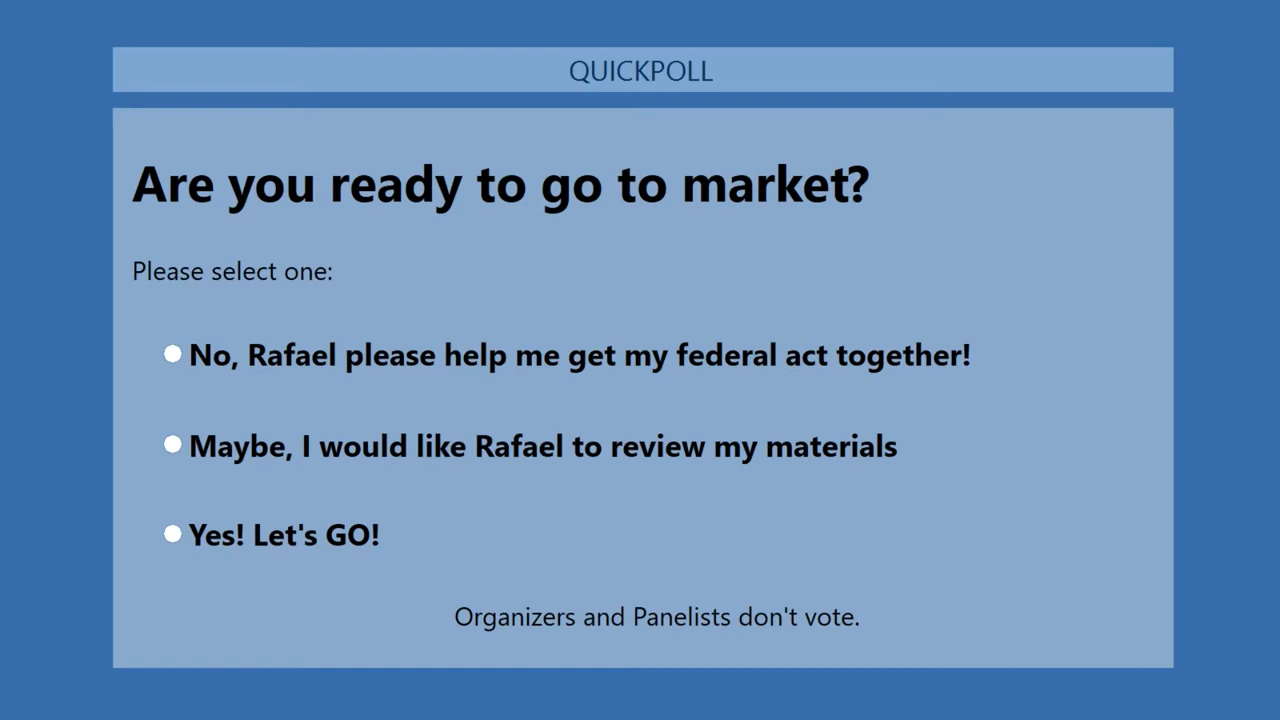 QUICKPOLL
Are you ready to go to market?
Please select one:
No, Rafael please help me get my federal act together!
Maybe, I would like Rafael to review my materials
Yes! Let's GO!
Organizers and Panelists don't vote.